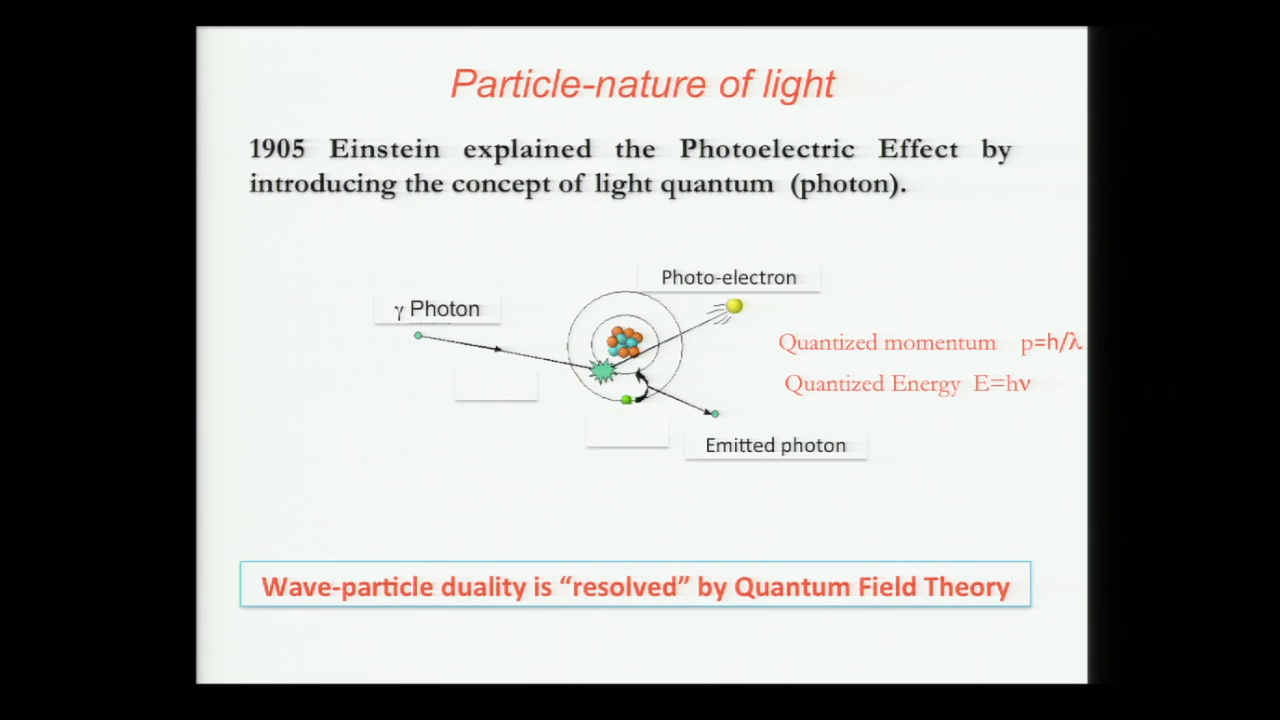 Particle-nature of light
1905 Einstein explained the Photoelectric Effect by
introducing the concept of light quantum (photon).
Photo-electron
γ Photon
Quantized momentum p=h/λ
Quantized Energy E=hν
Emitted photon
Wave-particle duality is “resolved” by Quantum Field Theory